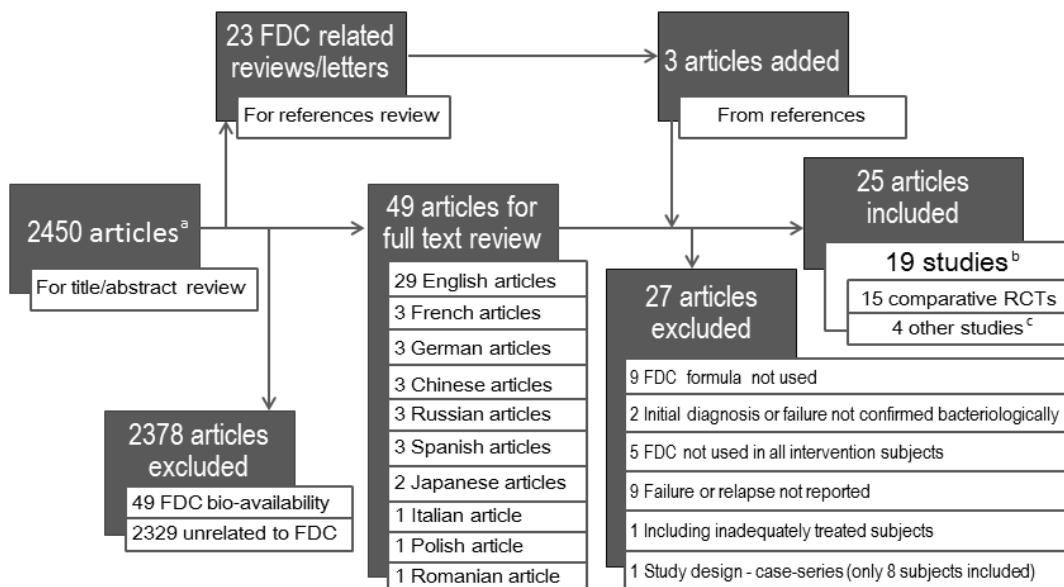 23 FDC related
reviews/letters
For references review
3 articles added
From references
2450 articles^a
For title/abstract review
2378 articles
excluded
49 FDC bio-availability
2329 unrelated to FDC
49 articles for
full text review
29 English articles
3 French articles
3 German articles
3 Chinese articles
3 Russian articles
3 Spanish articles
2 Japanese articles
1 Italian article
1 Polish article
1 Romanian article
27 articles
excluded
9 FDC formula not used
2 Initial diagnosis or failure not confirmed bacteriologically
5 FDC not used in all intervention subjects
9 Failure or relapse not reported
1 Including inadequately treated subjects
1 Study design - case-series (only 8 subjects included)
25 articles
included
19 studies^b
15 comparative RCTs
4 other studies^c